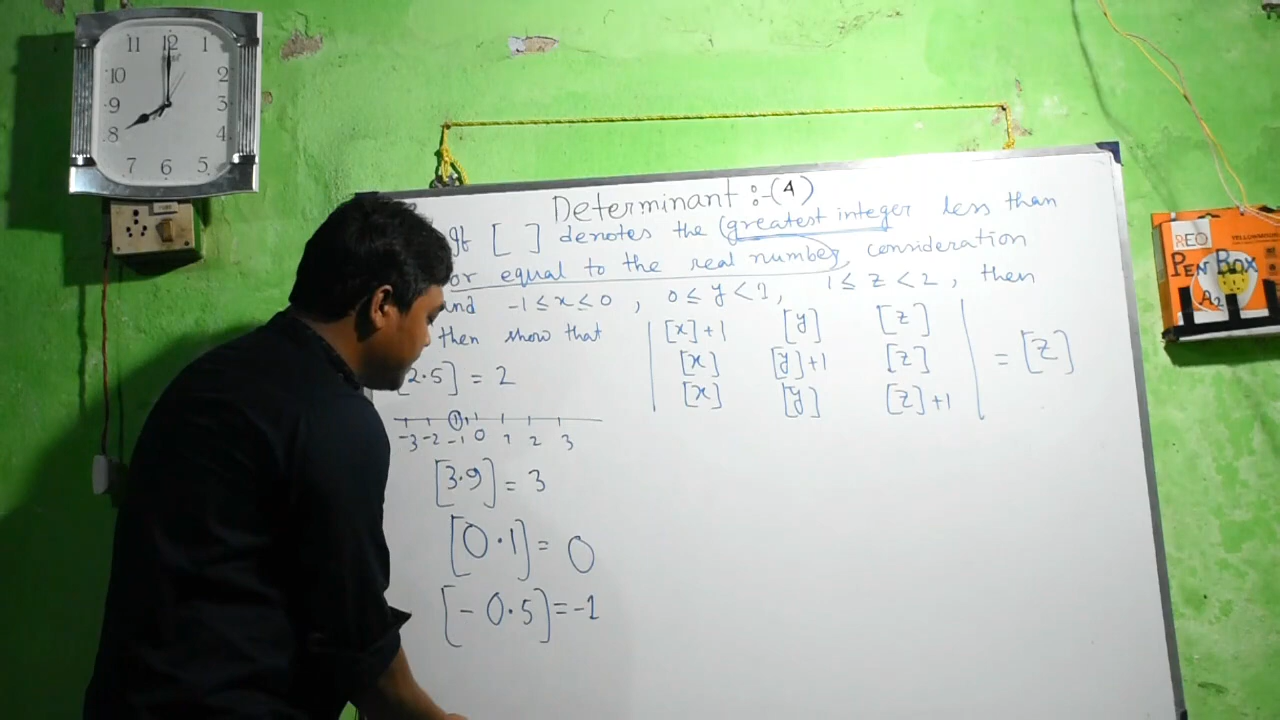 11 12 1
10 2
9 3
8 4
7 6 5
Determinant :-(4)
If [ ] denotes the (greatest integer less than
or equal to the real number), consideration
and -1≤x≤0 , 0≤y<1, 1≤z<2, then
then show that
[x]+1 [y] [z]
[x] [y]+1 [z] = [z]
[x] [y] [z]+1
[2.5] = 2
-3 -2 -1 0 1 2 3
[3.9] = 3
[0.1] = 0
[-0.5] = -1
REO
PEN BOX
A2